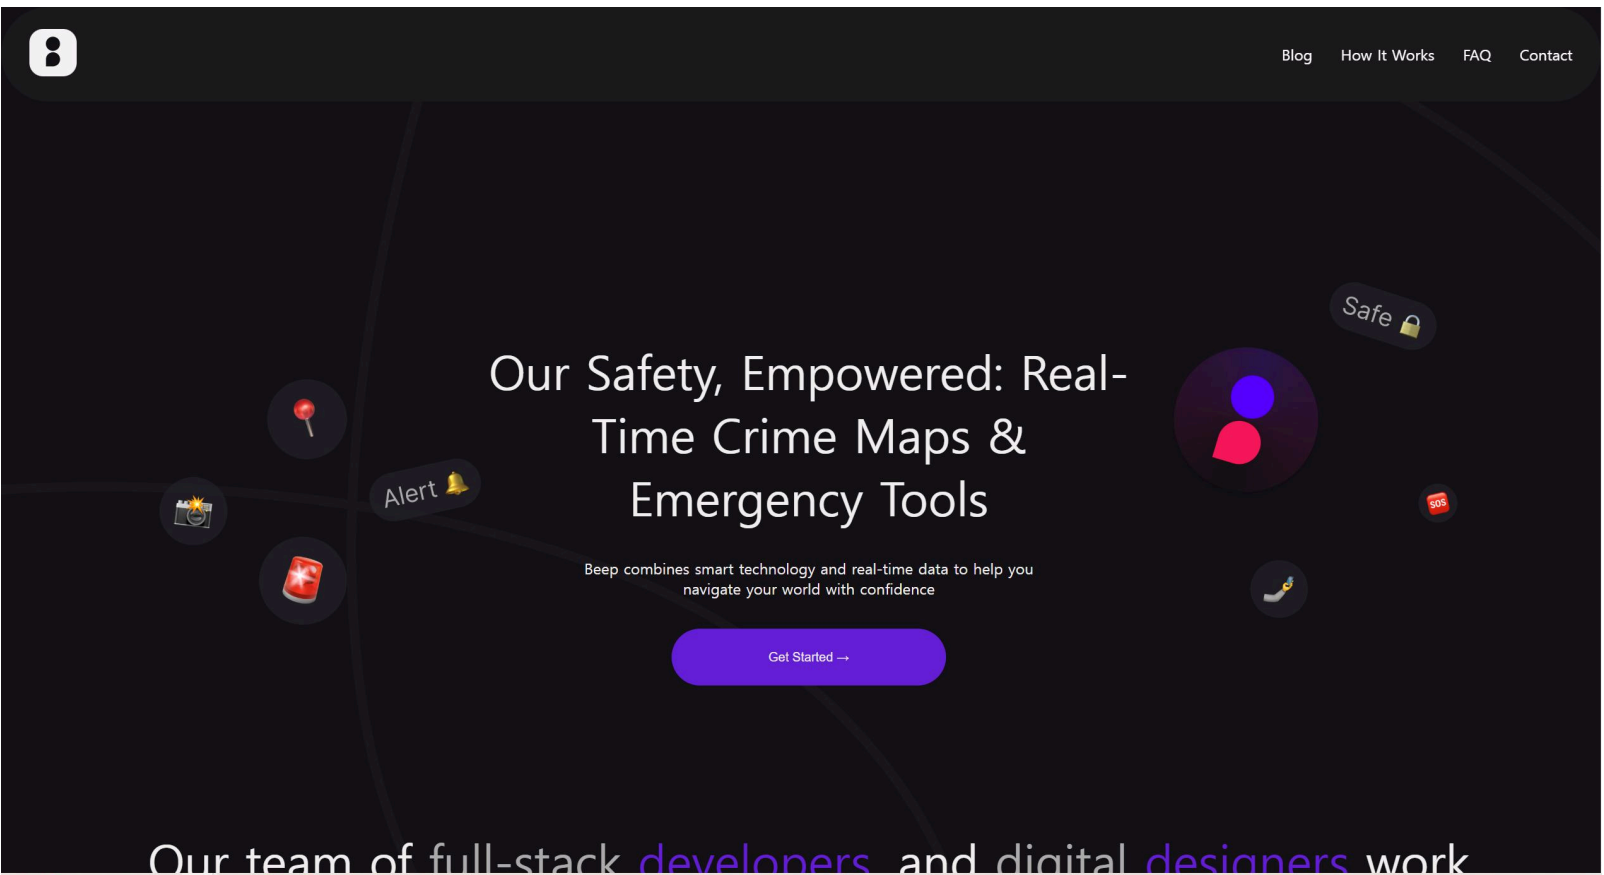 Blog How It Works FAQ Contact
Safe 🔒
Our Safety, Empowered: Real-
Time Crime Maps &
Emergency Tools
Alert 🔔
SOS
Beep combines smart technology and real-time data to help you
navigate your world with confidence
Get Started →
Our team of full-stack developers and digital designers work